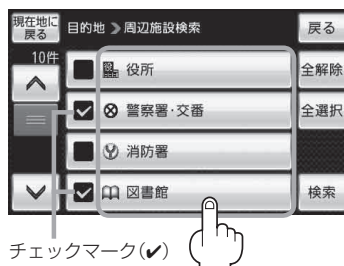 現在地に戻る
目的地 》周辺施設検索
戻る
10件
役所
全解除
✔ 警察署・交番
全選択
消防署
✔ 図書館
検索
チェックマーク(✔)